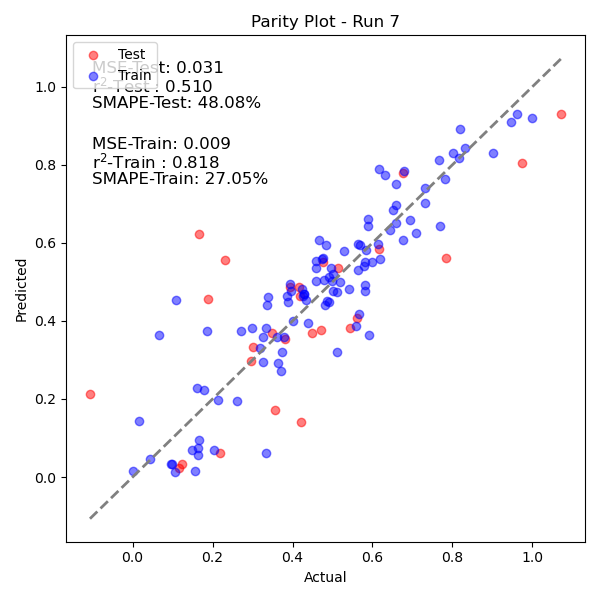 Parity Plot - Run 7
Test
Train
MSE-Test: 0.031
r²-Test : 0.510
SMAPE-Test: 48.08%
MSE-Train: 0.009
r²-Train : 0.818
SMAPE-Train: 27.05%
Predicted
1.0
0.8
0.6
0.4
0.2
0.0
0.0 0.2 0.4 0.6 0.8 1.0
Actual